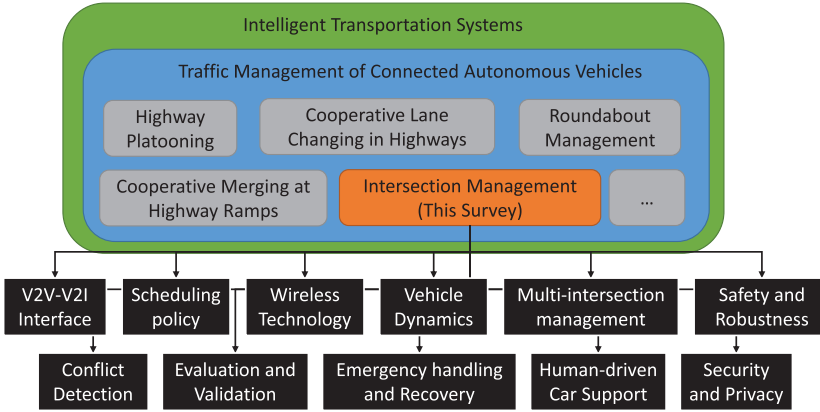 Intelligent Transportation Systems
Traffic Management of Connected Autonomous Vehicles
Highway
Platooning
Cooperative Lane
Changing in Highways
Roundabout
Management
Cooperative Merging at
Highway Ramps
Intersection Management
(This Survey)
...
V2V-V2I
Interface
Scheduling
policy
Wireless
Technology
Vehicle
Dynamics
Multi-intersection
management
Safety and
Robustness
Conflict
Detection
Evaluation and
Validation
Emergency handling
and Recovery
Human-driven
Car Support
Security
and Privacy